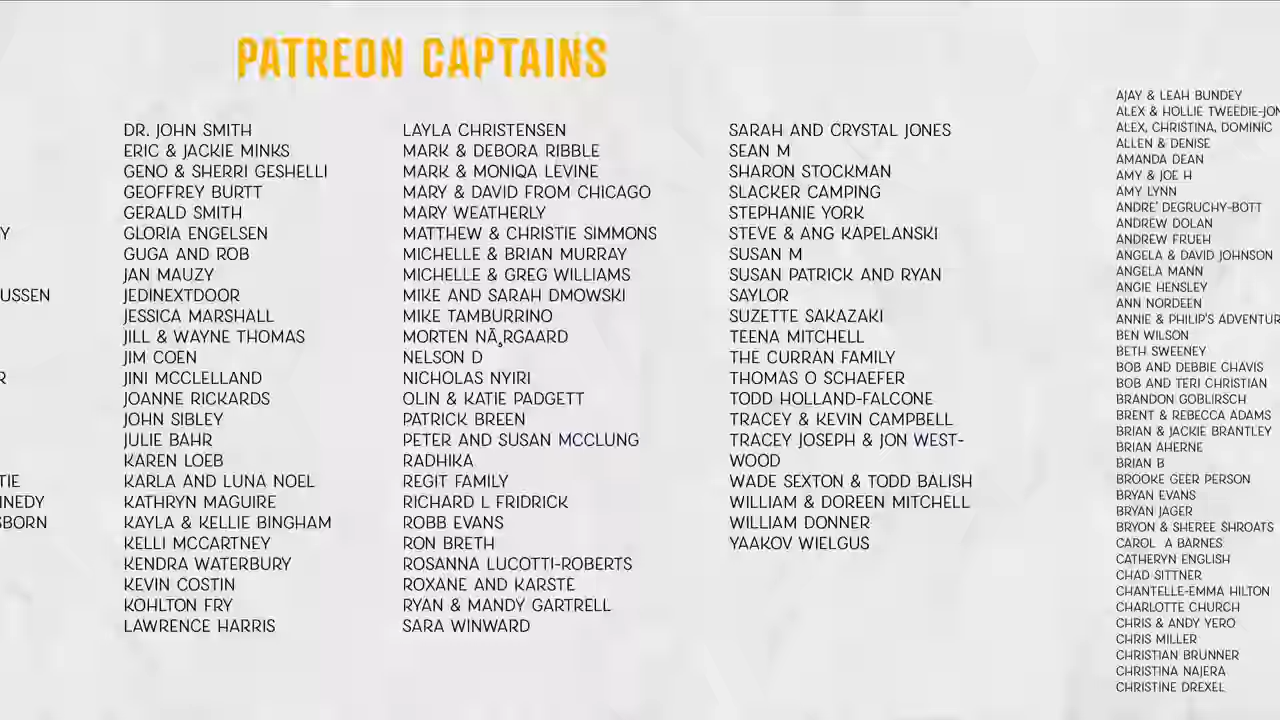 PATREON CAPTAINS
Y
USSEN
R
TIE
NNEDY
SBORN
DR. JOHN SMITH
ERIC & JACKIE MINKS
GENO & SHERRI GESHELLI
GEOFFREY BURTT
GERALD SMITH
GLORIA ENGELSEN
GUGA AND ROB
JAN MAUZY
JEDINEXTDOOR
JESSICA MARSHALL
JILL & WAYNE THOMAS
JIM COEN
JINI MCCLELLAND
JOANNE RICKARDS
JOHN SIBLEY
JULIE BAHR
KAREN LOEB
KARLA AND LUNA NOEL
KATHRYN MAGUIRE
KAYLA & KELLIE BINGHAM
KELLI MCCARTNEY
KENDRA WATERBURY
KEVIN COSTIN
KOHLTON FRY
LAWRENCE HARRIS
LAYLA CHRISTENSEN
MARK & DEBORA RIBBLE
MARK & MONIQA LEVINE
MARY & DAVID FROM CHICAGO
MARY WEATHERLY
MATTHEW & CHRISTIE SIMMONS
MICHELLE & BRIAN MURRAY
MICHELLE & GREG WILLIAMS
MIKE AND SARAH DMOWSKI
MIKE TAMBURRINO
MORTEN NÃ¸RGAARD
NELSON D
NICHOLAS NYIRI
OLIN & KATIE PADGETT
PATRICK BREEN
PETER AND SUSAN MCCLUNG
RADHIKA
REGIT FAMILY
RICHARD L FRIDRICK
ROBB EVANS
RON BRETH
ROSANNA LUCOTTI-ROBERTS
ROXANE AND KARSTE
RYAN & MANDY GARTRELL
SARA WINWARD
SARAH AND CRYSTAL JONES
SEAN M
SHARON STOCKMAN
SLACKER CAMPING
STEPHANIE YORK
STEVE & ANG KAPELANSKI
SUSAN M
SUSAN PATRICK AND RYAN
SAYLOR
SUZETTE SAKAZAKI
TEENA MITCHELL
THE CURRAN FAMILY
THOMAS O SCHAEFER
TODD HOLLAND-FALCONE
TRACEY & KEVIN CAMPBELL
TRACEY JOSEPH & JON WEST-
WOOD
WADE SEXTON & TODD BALISH
WILLIAM & DOREEN MITCHELL
WILLIAM DONNER
YAAKOV WIELGUS
AJAY & LEAH BUNDEY
ALEX & HOLLIE TWEEDIE-JON
ALEX, CHRISTINA, DOMINIC
ALLEN & DENISE
AMANDA DEAN
AMY & JOE H
AMY LYNN
ANDRE' DEGRUCHY-BOTT
ANDREW DOLAN
ANDREW FRUEH
ANGELA & DAVID JOHNSON
ANGELA MANN
ANGIE HENSLEY
ANN NORDEEN
ANNIE & PHILIP'S ADVENTUR
BEN WILSON
BETH SWEENEY
BOB AND DEBBIE CHAVIS
BOB AND TERI CHRISTIAN
BRANDON GOBLIRSCH
BRENT & REBECCA ADAMS
BRIAN & JACKIE BRANTLEY
BRIAN AHERNE
BRIAN B
BROOKE GEER PERSON
BRYAN EVANS
BRYAN JAGER
BRYON & SHEREE SHROATS
CAROL  A BARNES
CATHERYN ENGLISH
CHAD SITTNER
CHANTELLE-EMMA HILTON
CHARLOTTE CHURCH
CHRIS & ANDY YERO
CHRIS MILLER
CHRISTIAN BRUNNER
CHRISTINA NAJERA
CHRISTINE DREXEL